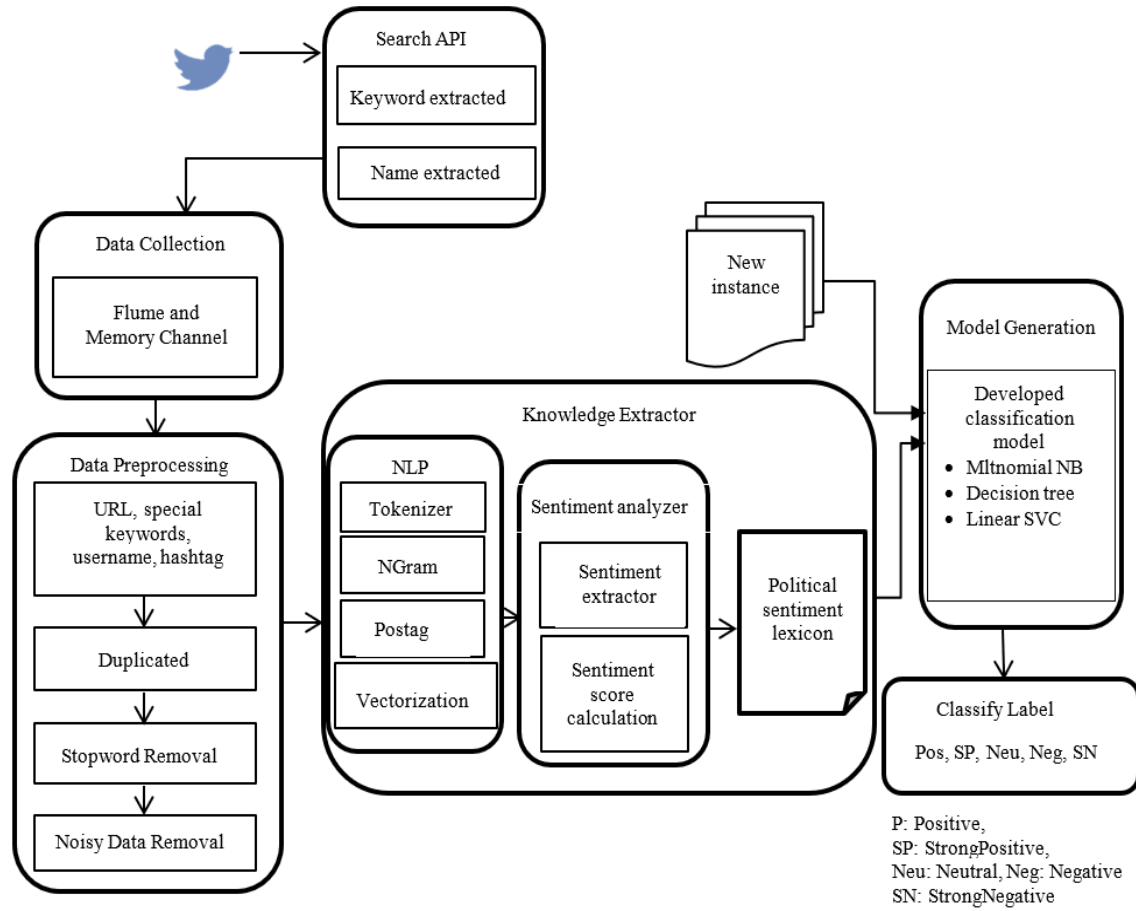 Search API
Keyword extracted
Name extracted
Data Collection
Flume and
Memory Channel
Data Preprocessing
URL, special
keywords,
username, hashtag
Duplicated
Stopword Removal
Noisy Data Removal
Knowledge Extractor
NLP
Tokenizer
NGram
Postag
Vectorization
Sentiment analyzer
Sentiment
extractor
Sentiment
score
calculation
Political
sentiment
lexicon
New
instance
Model Generation
Developed
classification
model
• Mltnomial NB
• Decision tree
• Linear SVC
Classify Label
Pos, SP, Neu, Neg, SN
P: Positive,
SP: StrongPositive,
Neu: Neutral, Neg: Negative
SN: StrongNegative